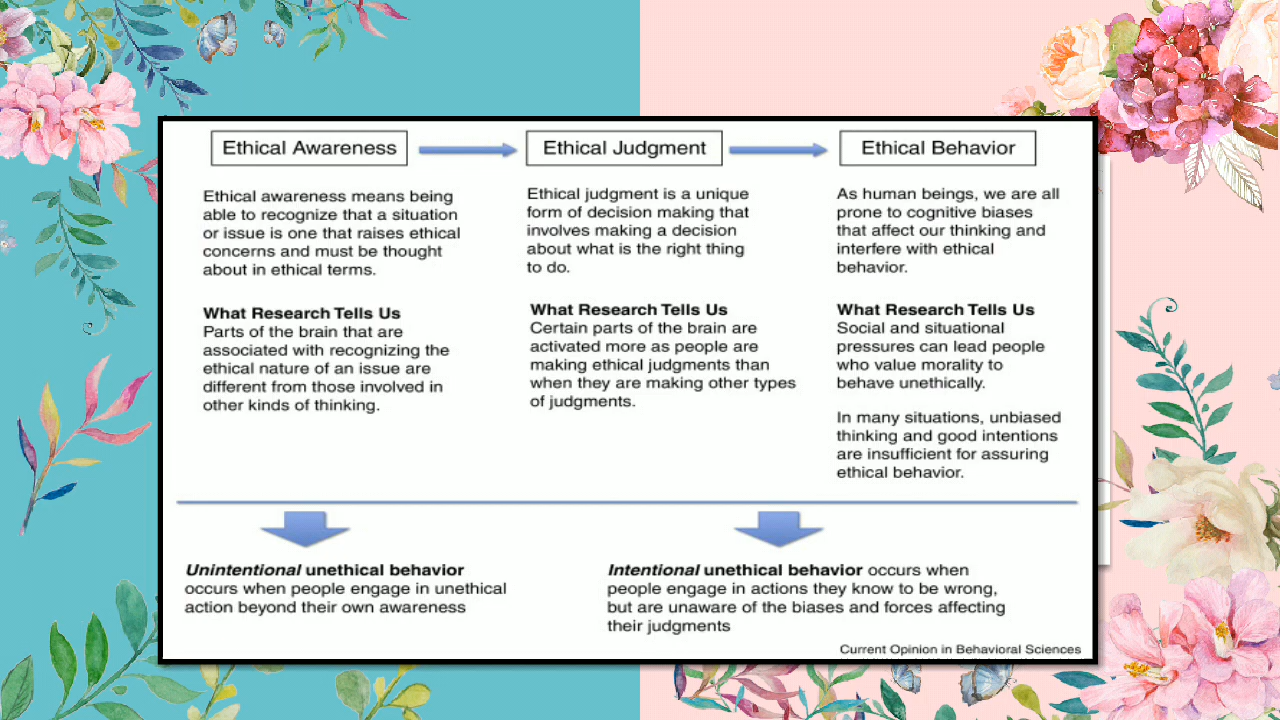 Ethical Awareness
Ethical Judgment
Ethical Behavior
Ethical awareness means being
able to recognize that a situation
or issue is one that raises ethical
concerns and must be thought
about in ethical terms.
What Research Tells Us
Parts of the brain that are
associated with recognizing the
ethical nature of an issue are
different from those involved in
other kinds of thinking.
Ethical judgment is a unique
form of decision making that
involves making a decision
about what is the right thing
to do.
What Research Tells Us
Certain parts of the brain are
activated more as people are
making ethical judgments than
when they are making other types
of judgments.
As human beings, we are all
prone to cognitive biases
that affect our thinking and
interfere with ethical
behavior.
What Research Tells Us
Social and situational
pressures can lead people
who value morality to
behave unethically.
In many situations, unbiased
thinking and good intentions
are insufficient for assuring
ethical behavior.
Unintentional unethical behavior
occurs when people engage in unethical
action beyond their own awareness
Intentional unethical behavior occurs when
people engage in actions they know to be wrong,
but are unaware of the biases and forces affecting
their judgments
Current Opinion in Behavioral Sciences